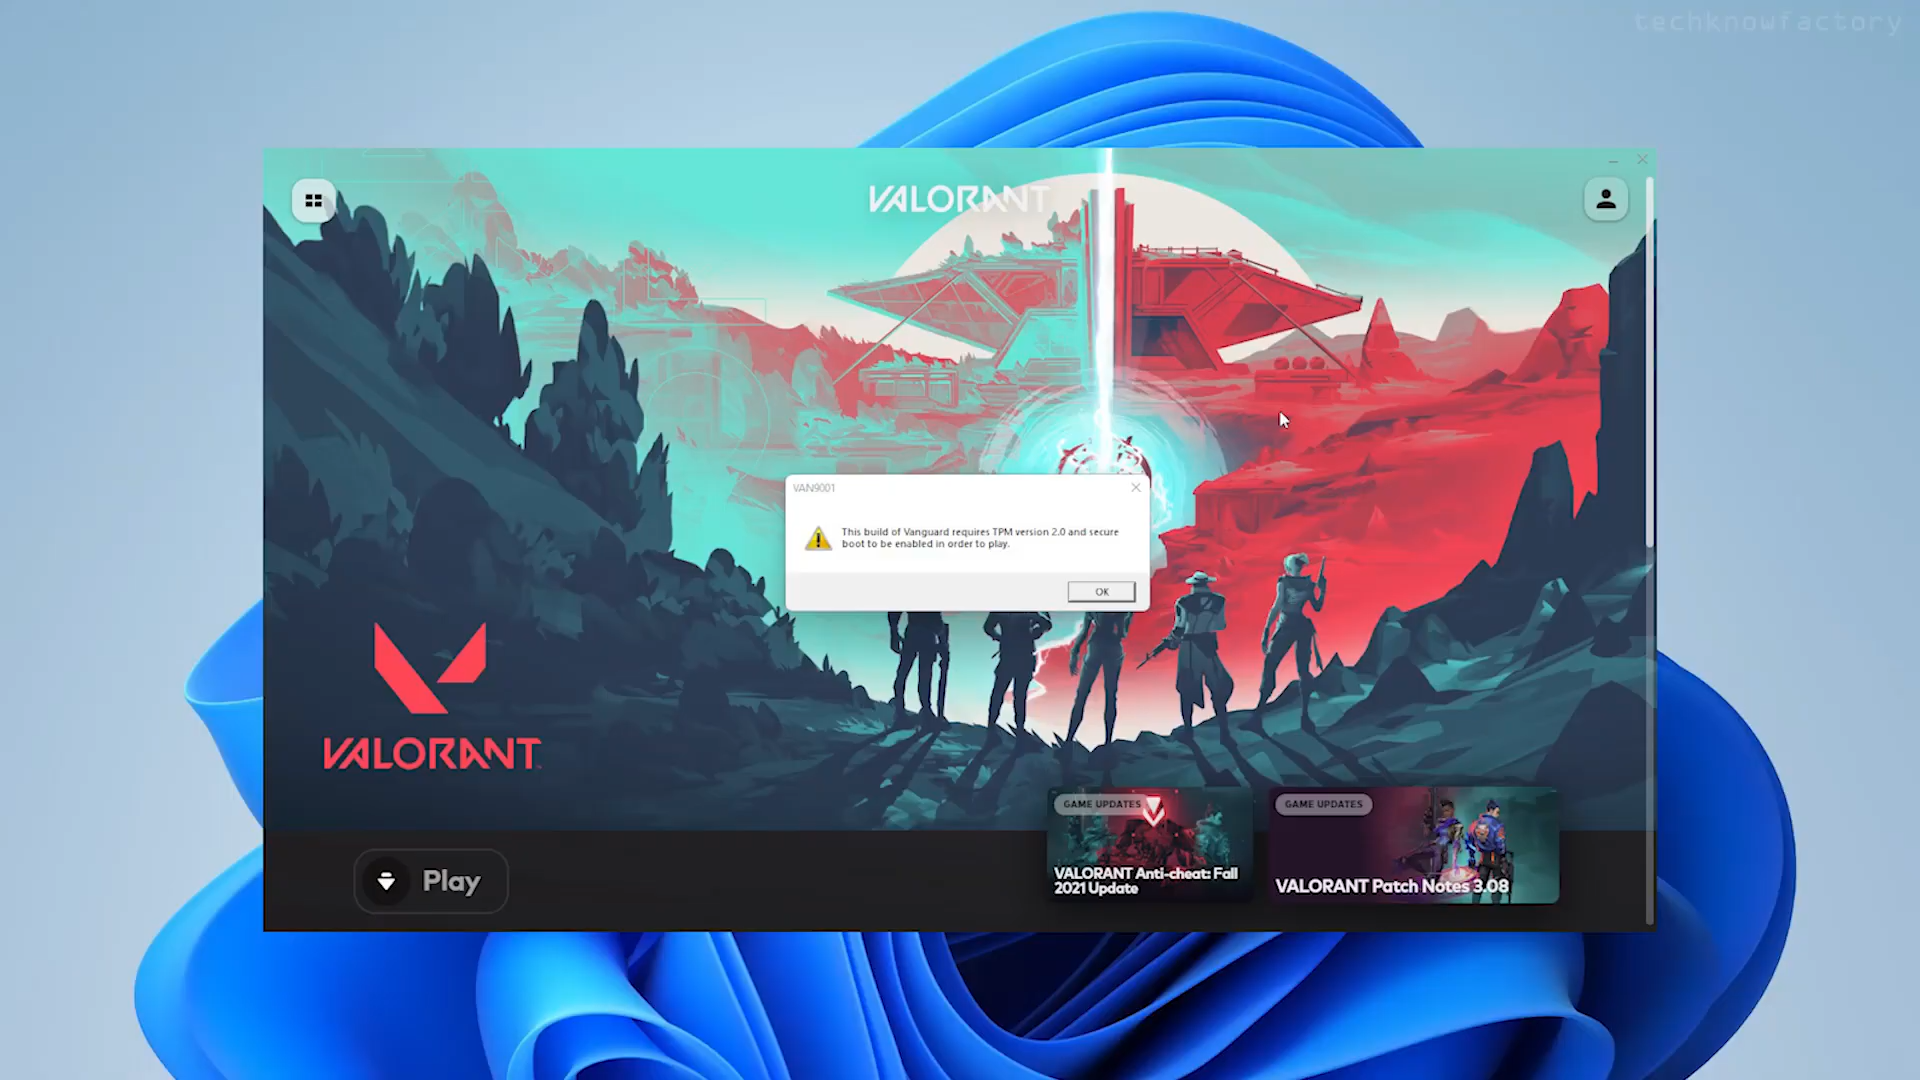 techknowfactory
VALORANT
VAN9001
This build of Vanguard requires TPM version 2.0 and secure
boot to be enabled in order to play.
OK
VALORANT
GAME UPDATES
VALORANT Anti-cheat: Fall
2021 Update
GAME UPDATES
VALORANT Patch Notes 3.08
Play